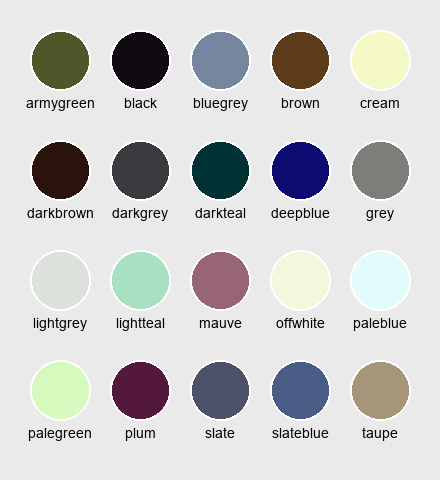 armygreen black bluegrey brown cream
darkbrown darkgrey darkteal deepblue grey
lightgrey lightteal mauve offwhite paleblue
palegreen plum slate slateblue taupe